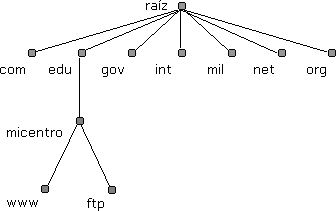 raíz
com edu gov int mil net org
micentro
www ftp